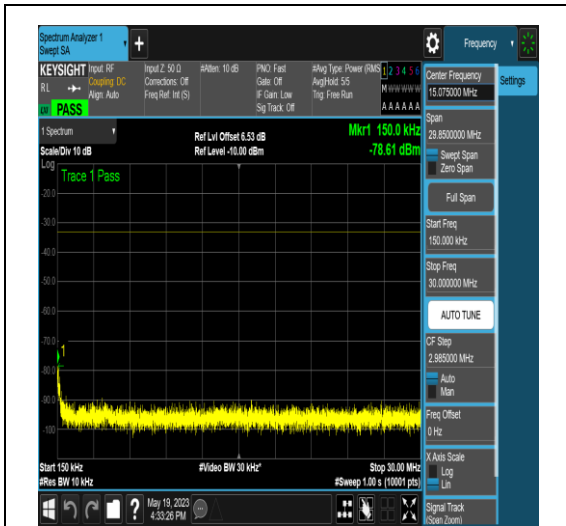 Spectrum Analyzer 1
Swept SA
+
Frequency
KEYSIGHT
RL
PASS
Input: RF
Coupling: DC
Align: Auto
Input Z: 50 Ω
Corrections: Off
Freq Ref: Int (S)
#Atten: 10 dB
PNO: Fast
Gate: Off
IF Gain: Low
Sig Track: Off
#Avg Type: Power (RMS
Avg|Hold: 5/5
Trig: Free Run
1 2 3 4 5 6
M W W W W W
A A A A A A
Center Frequency
15.075000 MHz
Settings
Span
29.8500000 MHz
Swept Span
Zero Span
Full Span
Start Freq
150.000 kHz
Stop Freq
30.000000 MHz
AUTO TUNE
CF Step
2.985000 MHz
Auto
Man
Freq Offset
0 Hz
X Axis Scale
Log
Lin
Signal Track
(Span Zoom)
1 Spectrum
Scale/Div 10 dB
Ref Lvl Offset 6.53 dB
Ref Level -10.00 dBm
Mkr1 150.0 kHz
-78.61 dBm
Log
Trace 1 Pass
-20.0
-30.0
-40.0
-50.0
-60.0
-70.0
1
-80.0
-90.0
-100
Start 150 kHz
#Res BW 10 kHz
#Video BW 30 kHz*
Stop 30.00 MHz
#Sweep 1.00 s (10001 pts)
?
May 19, 2023
4:33:26 PM